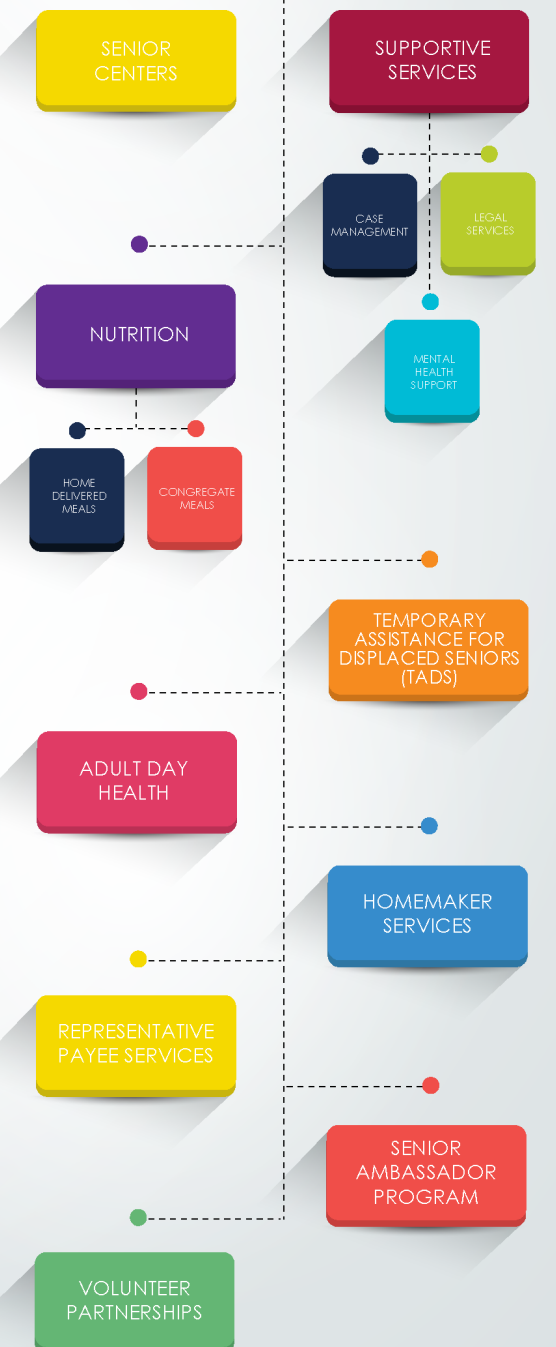 SENIOR
CENTERS
SUPPORTIVE
SERVICES
CASE
MANAGEMENT
LEGAL
SERVICES
NUTRITION
MENTAL
HEALTH
SUPPORT
HOME
DELIVERED
MEALS
CONGREGATE
MEALS
TEMPORARY
ASSISTANCE FOR
DISPLACED SENIORS
(TADS)
ADULT DAY
HEALTH
HOMEMAKER
SERVICES
REPRESENTATIVE
PAYEE SERVICES
SENIOR
AMBASSADOR
PROGRAM
VOLUNTEER
PARTNERSHIPS